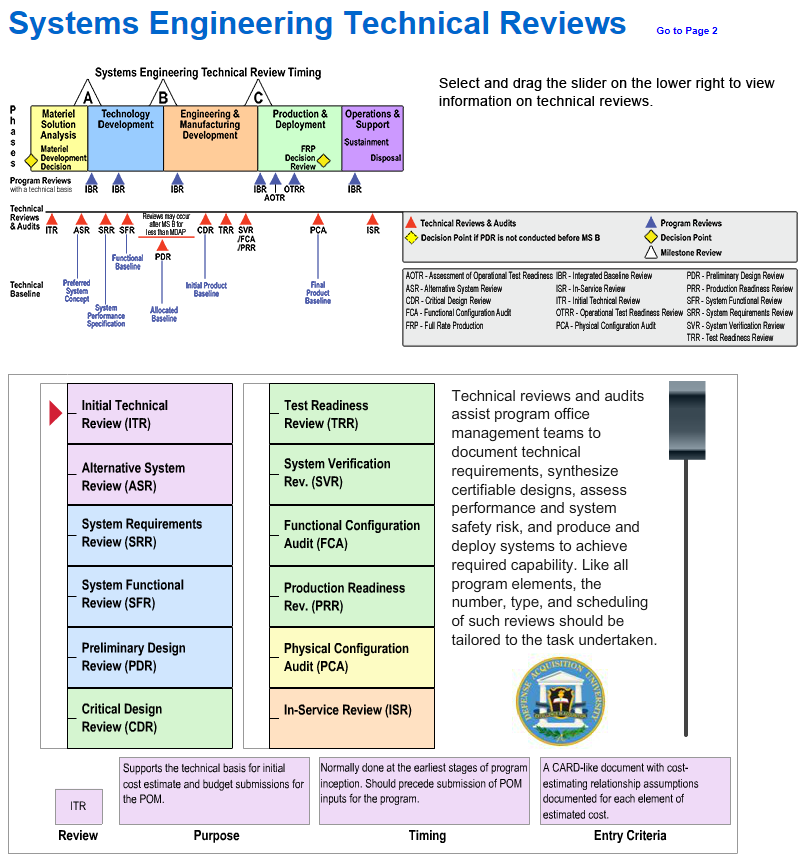 Systems Engineering Technical Reviews
Go to Page 2
Systems Engineering Technical Review Timing
Select and drag the slider on the lower right to view
information on technical reviews.
Phases
A
B
C
Materiel
Solution
Analysis
Materiel
Development
Decision
Technology
Development
Engineering &
Manufacturing
Development
Production &
Deployment
FRP
Decision
Review
Operations &
Support
Sustainment
Disposal
Program Reviews
with a technical basis
IBR
IBR
IBR
IBR
AOTR
OTRR
IBR
Technical
Reviews
& Audits
ITR
ASR
SRR
SFR
Reviews may occur
after MS B for
less than MDAP
PDR
CDR
TRR
SVR
/FCA
/PRR
PCA
ISR
Technical
Baseline
Preferred
System
Concept
System
Performance
Specification
Functional
Baseline
Allocated
Baseline
Initial Product
Baseline
Final
Product
Baseline
Technical Reviews & Audits
Program Reviews
Decision Point if PDR is not conducted before MS B
Decision Point
Milestone Review
AOTR - Assessment of Operational Test Readiness
ASR - Alternative System Review
CDR - Critical Design Review
FCA - Functional Configuration Audit
FRP - Full Rate Production
IBR - Integrated Baseline Review
ISR - In-Service Review
ITR - Initial Technical Review
OTRR - Operational Test Readiness Review
PCA - Physical Configuration Audit
PDR - Preliminary Design Review
PRR - Production Readiness Review
SFR - System Functional Review
SRR - System Requirements Review
SVR - System Verification Review
TRR - Test Readiness Review
Initial Technical
Review (ITR)
Alternative System
Review (ASR)
System Requirements
Review (SRR)
System Functional
Review (SFR)
Preliminary Design
Review (PDR)
Critical Design
Review (CDR)
Test Readiness
Review (TRR)
System Verification
Rev. (SVR)
Functional Configuration
Audit (FCA)
Production Readiness
Rev. (PRR)
Physical Configuration
Audit (PCA)
In-Service Review (ISR)
Technical reviews and audits
assist program office
management teams to
document technical
requirements, synthesize
certifiable designs, assess
performance and system
safety risk, and produce and
deploy systems to achieve
required capability. Like all
program elements, the
number, type, and scheduling
of such reviews should be
tailored to the task undertaken.
DEFENSE ACQUISITION UNIVERSITY
ITR
Review
Supports the technical basis for initial
cost estimate and budget submissions for
the POM.
Purpose
Normally done at the earliest stages of program
inception. Should precede submission of POM
inputs for the program.
Timing
A CARD-like document with cost-
estimating relationship assumptions
documented for each element of
estimated cost.
Entry Criteria